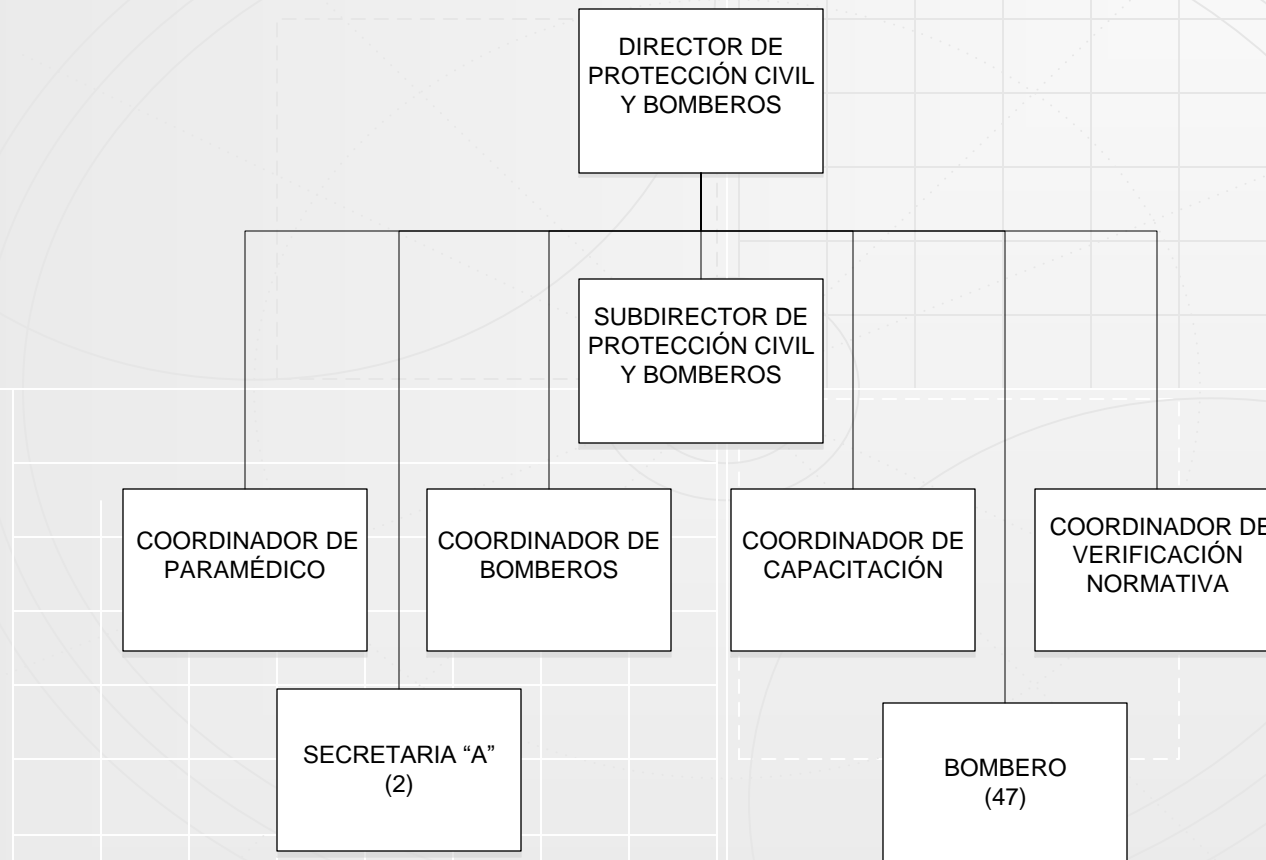 DIRECTOR DE
PROTECCIÓN CIVIL
Y BOMBEROS
SUBDIRECTOR DE
PROTECCIÓN CIVIL
Y BOMBEROS
COORDINADOR DE
PARAMÉDICO
COORDINADOR DE
BOMBEROS
COORDINADOR DE
CAPACITACIÓN
COORDINADOR DE
VERIFICACIÓN
NORMATIVA
SECRETARIA “A”
(2)
BOMBERO
(47)